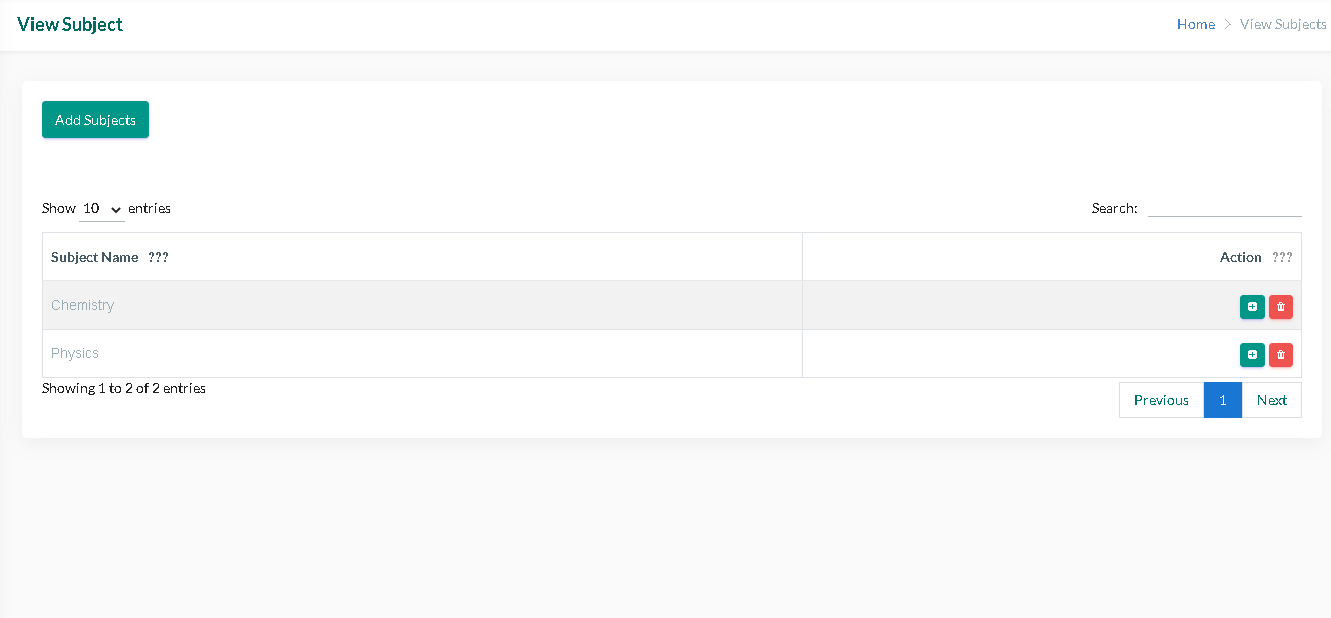 View Subject
Home > View Subjects
Add Subjects
Show 10 entries
Search:
Subject Name ???
Action ???
Chemistry
Physics
Showing 1 to 2 of 2 entries
Previous 1 Next